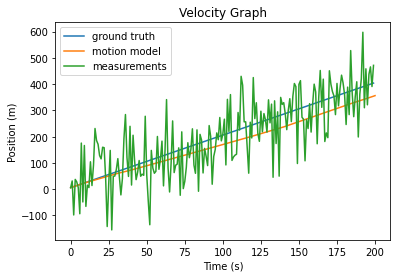 Velocity Graph
ground truth
motion model
measurements
Position (m)
600
500
400
300
200
100
0
−100
0 25 50 75 100 125 150 175 200
Time (s)